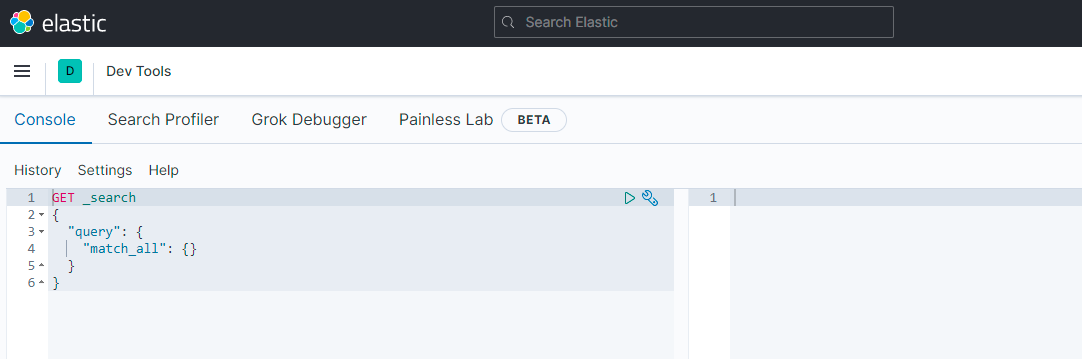 elastic
Search Elastic
D
Dev Tools
Console Search Profiler Grok Debugger Painless Lab BETA
History Settings Help
1 GET _search
2 {
3 "query": {
4 "match_all": {}
5 }
6 }
1